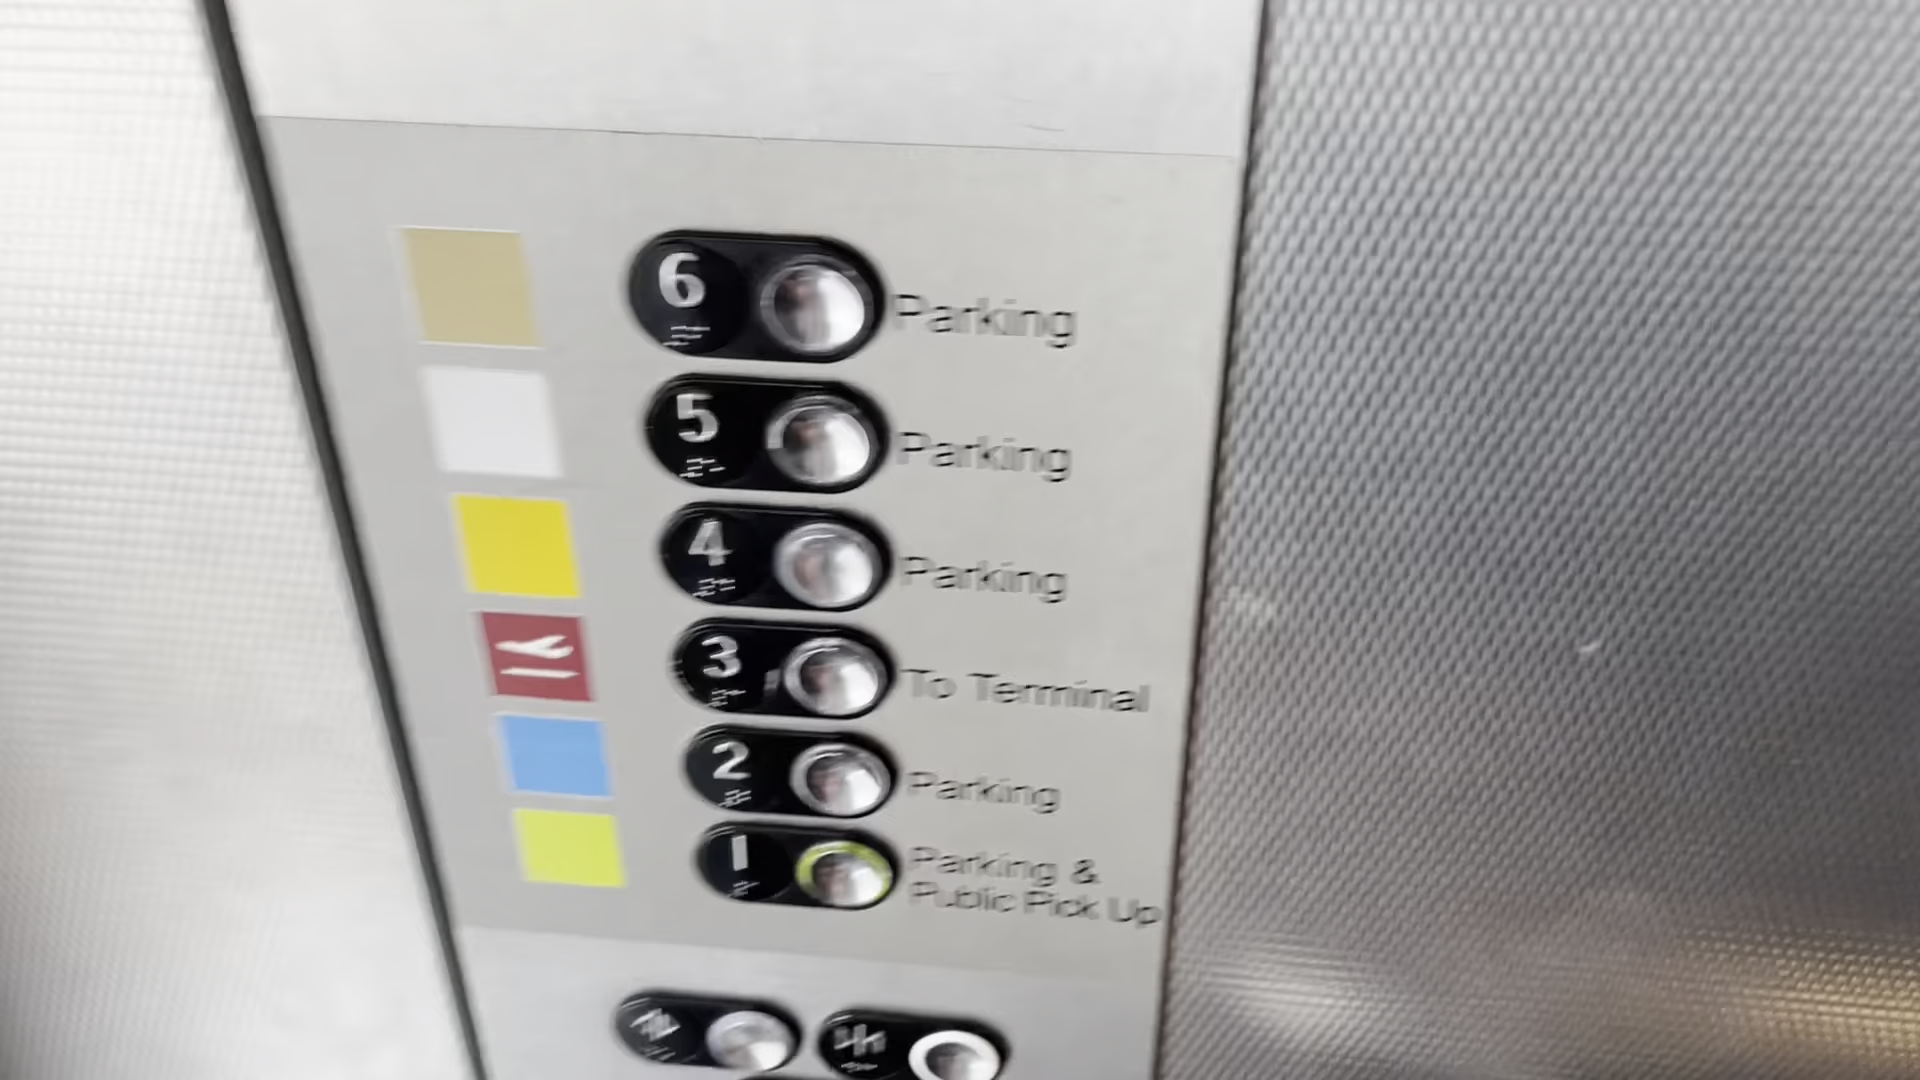 6 Parking
5 Parking
4 Parking
3 To Terminal
2 Parking
1 Parking &
Public Pick Up